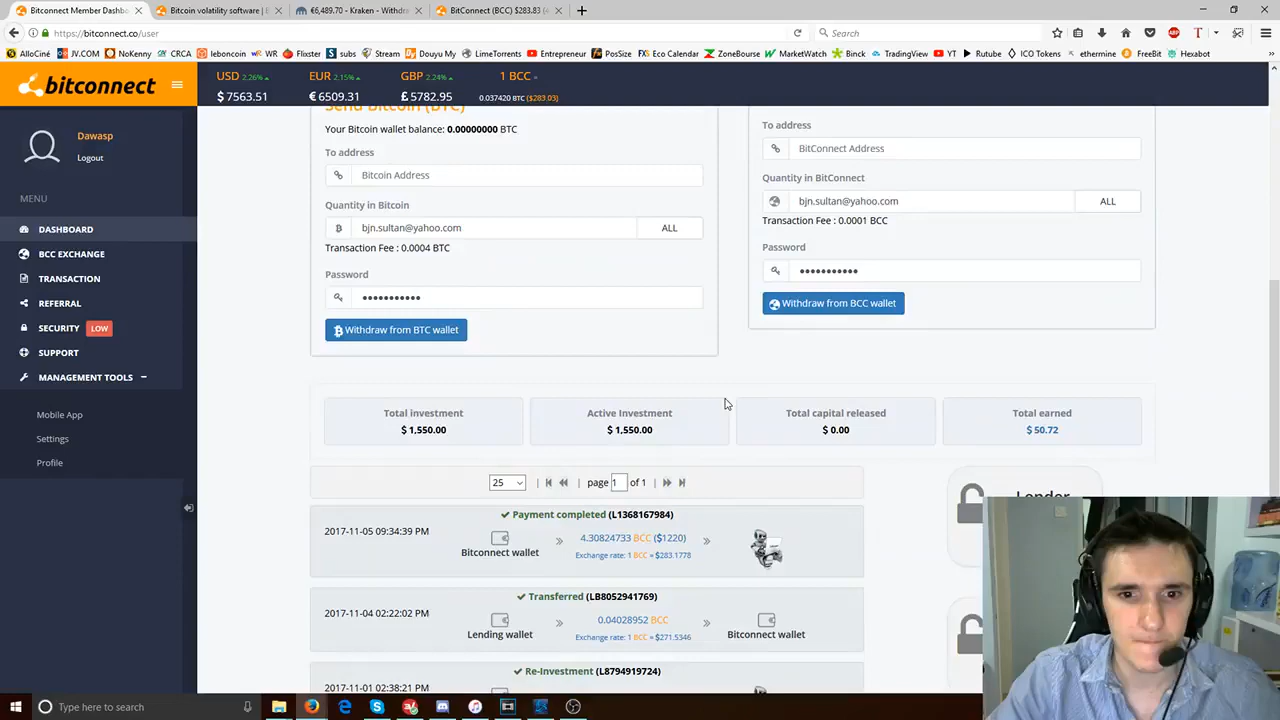 Bitconnect Member Dashb
Bitcoin volatility software |
€6,489.70 - Kraken - Withdr
BitConnect (BCC) $283.83 (
https://bitconnect.co/user
Search
AlloCiné
JV.COM
NoKenny
CRCA
leboncoin
WR
Flixster
subs
Stream
Douyu My
LimeTorrents
Entrepreneur
PosSize
Eco Calendar
ZoneBourse
MarketWatch
Binck
TradingView
YT
Rutube
ICO Tokens
ethermine
FreeBit
Hexabot
bitconnect
USD 2.26%
$ 7563.51
EUR 2.15%
€ 6509.31
GBP 2.24%
£ 5782.95
1 BCC =
0.037420 BTC ($283.03)
Dawasp
Logout
MENU
DASHBOARD
BCC EXCHANGE
TRANSACTION
REFERRAL
SECURITY LOW
SUPPORT
MANAGEMENT TOOLS
Mobile App
Settings
Profile
Send Bitcoin (BTC)
Your Bitcoin wallet balance: 0.00000000 BTC
To address
Bitcoin Address
Quantity in Bitcoin
bjn.sultan@yahoo.com ALL
Transaction Fee : 0.0004 BTC
Password
•••••••••••
Withdraw from BTC wallet
To address
BitConnect Address
Quantity in BitConnect
bjn.sultan@yahoo.com ALL
Transaction Fee : 0.0001 BCC
Password
•••••••••••
Withdraw from BCC wallet
Total investment
$ 1,550.00
Active Investment
$ 1,550.00
Total capital released
$ 0.00
Total earned
$ 50.72
25 page 1 of 1
Payment completed (L1368167984)
2017-11-05 09:34:39 PM
Bitconnect wallet
4.30824733 BCC ($1220)
Exchange rate: 1 BCC = $283.1778
Transferred (LB8052941769)
2017-11-04 02:22:02 PM
Lending wallet
0.04028952 BCC
Exchange rate: 1 BCC = $271.5346
Bitconnect wallet
Re-Investment (L8794919724)
2017-11-01 02:38:21 PM
Lender
Type here to search